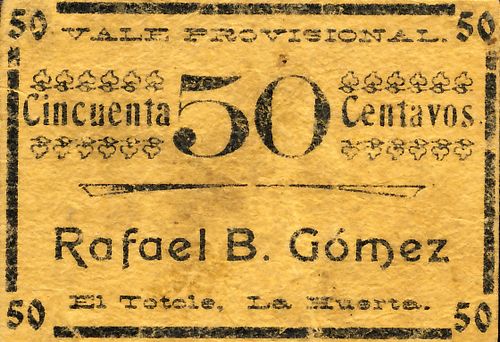 50 VALE PROVISIONAL. 50
Cincuenta 50 Centavos
Rafael B. Gómez
50 El Totole, La Huerta. 50